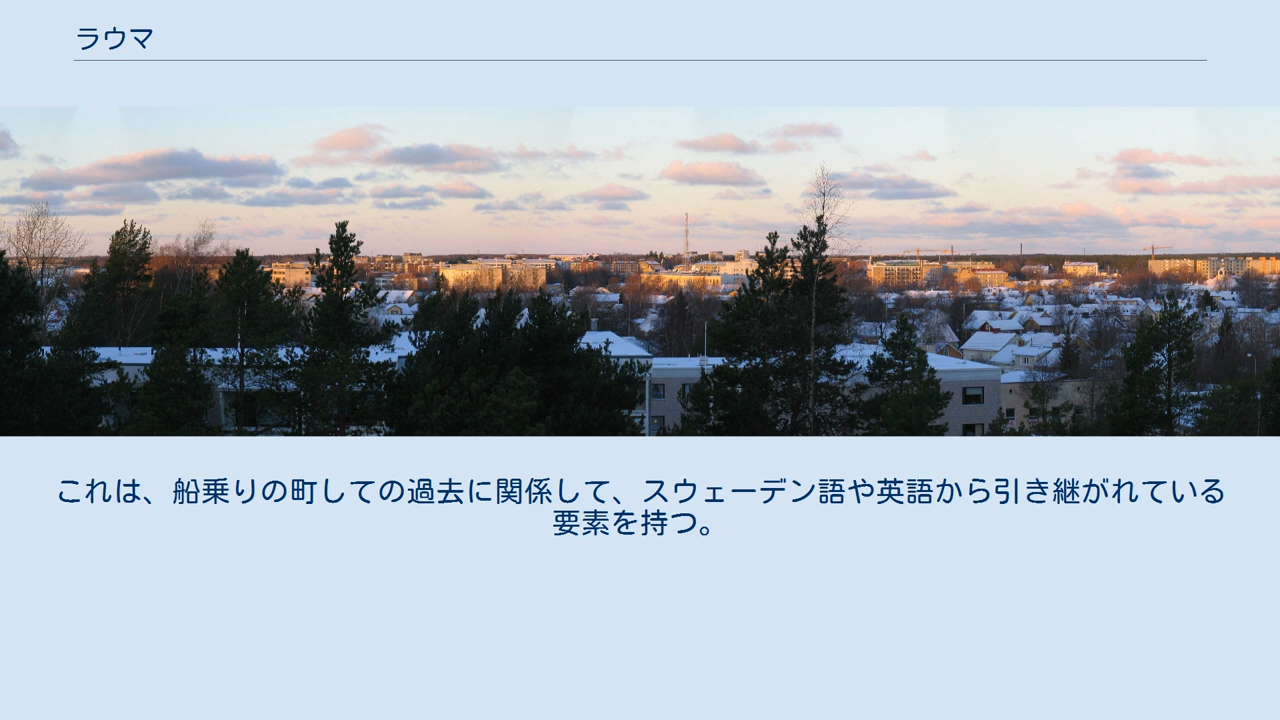 ラウマ
これは、船乗りの町しての過去に関係して、スウェーデン語や英語から引き継がれている
要素を持つ。